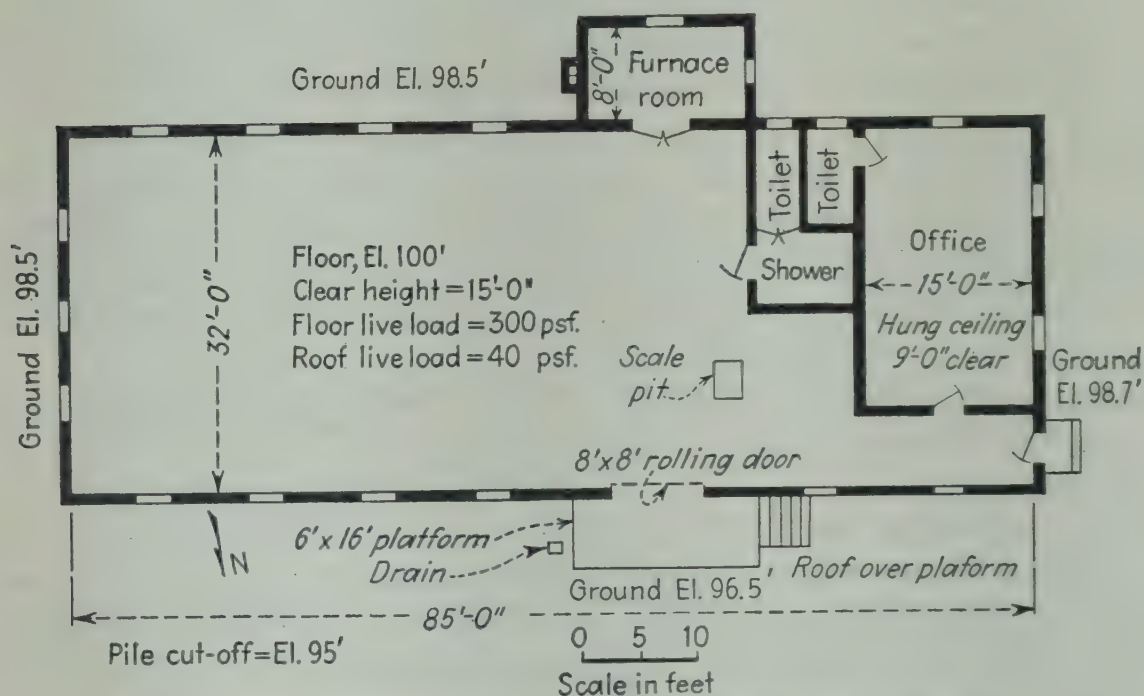 Ground El. 98.5'
8'-0"
Furnace
room
Ground El. 98.5'
32'-0"
Floor, El. 100'
Clear height = 15'-0"
Floor live load = 300 psf.
Roof live load = 40 psf.
Toilet
Toilet
Shower
Office
15'-0"
Hung ceiling
9'-0" clear
Ground
El. 98.7'
Scale
pit
8'x8' rolling door
6'x16' platform
Drain
N
Ground El. 96.5'
Roof over plaform
85'-0"
Pile cut-off = El. 95'
0 5 10
Scale in feet